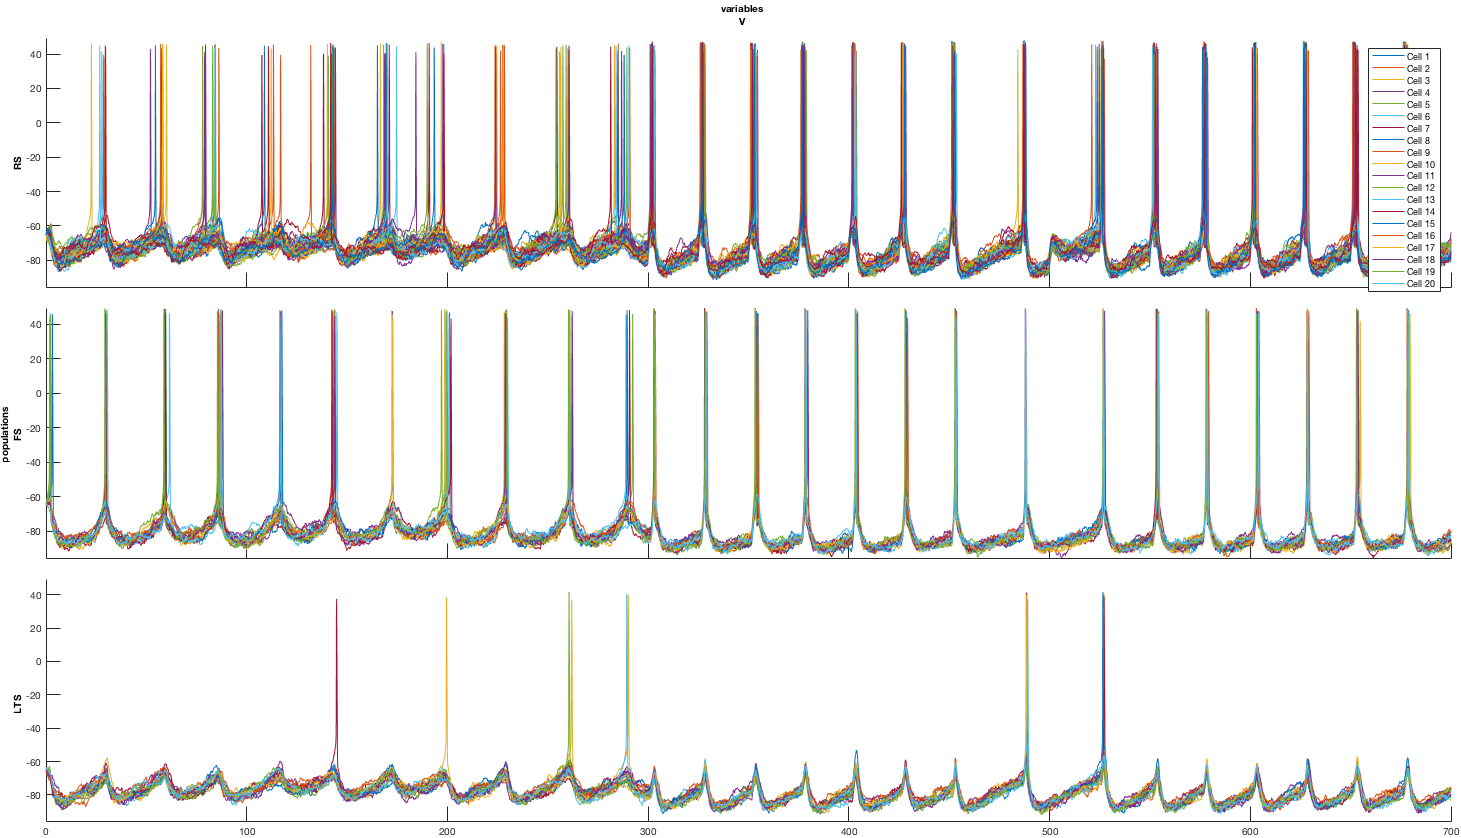 variables
V
40
20
0
-20
-40
-60
-80
RS
Cell 1
Cell 2
Cell 3
Cell 4
Cell 5
Cell 6
Cell 7
Cell 8
Cell 9
Cell 10
Cell 11
Cell 12
Cell 13
Cell 14
Cell 15
Cell 16
Cell 17
Cell 18
Cell 19
Cell 20
40
20
0
-20
-40
-60
-80
populations
FS
40
20
0
-20
-40
-60
-80
LTS
0 100 200 300 400 500 600 700